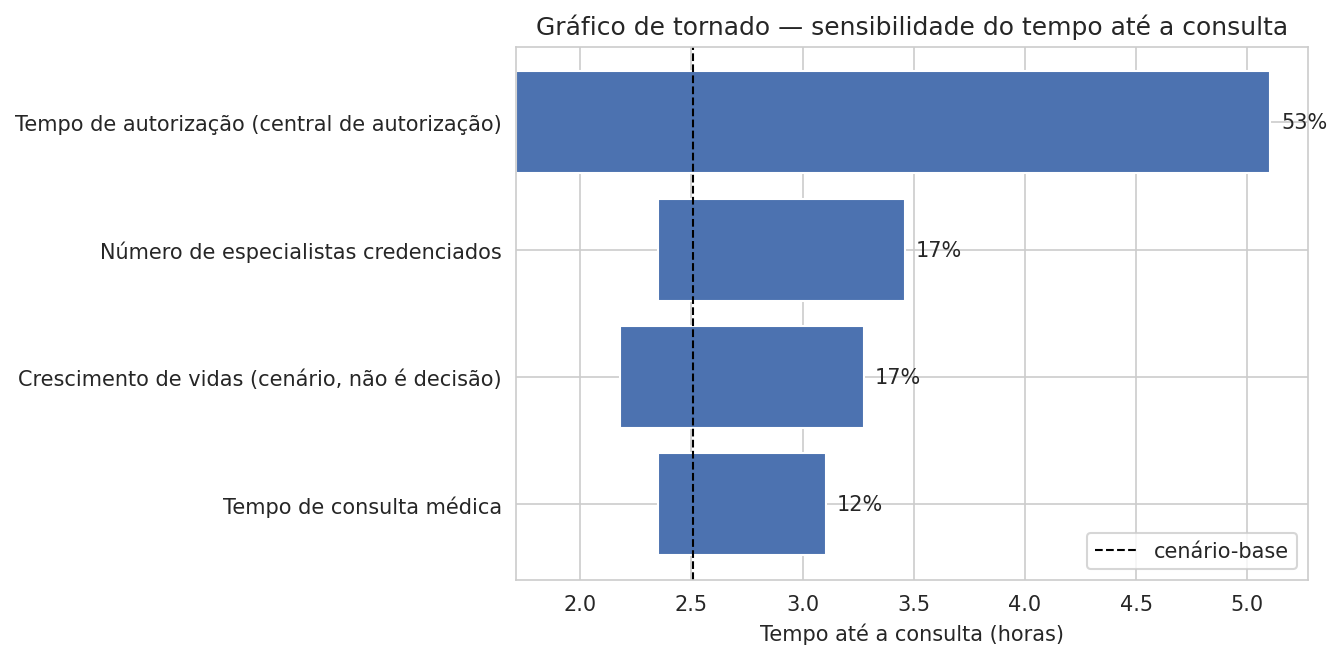 Gráfico de tornado — sensibilidade do tempo até a consulta
Tempo de autorização (central de autorização)
53%
Número de especialistas credenciados
17%
Crescimento de vidas (cenário, não é decisão)
17%
Tempo de consulta médica
12%
cenário-base
2.0 2.5 3.0 3.5 4.0 4.5 5.0
Tempo até a consulta (horas)